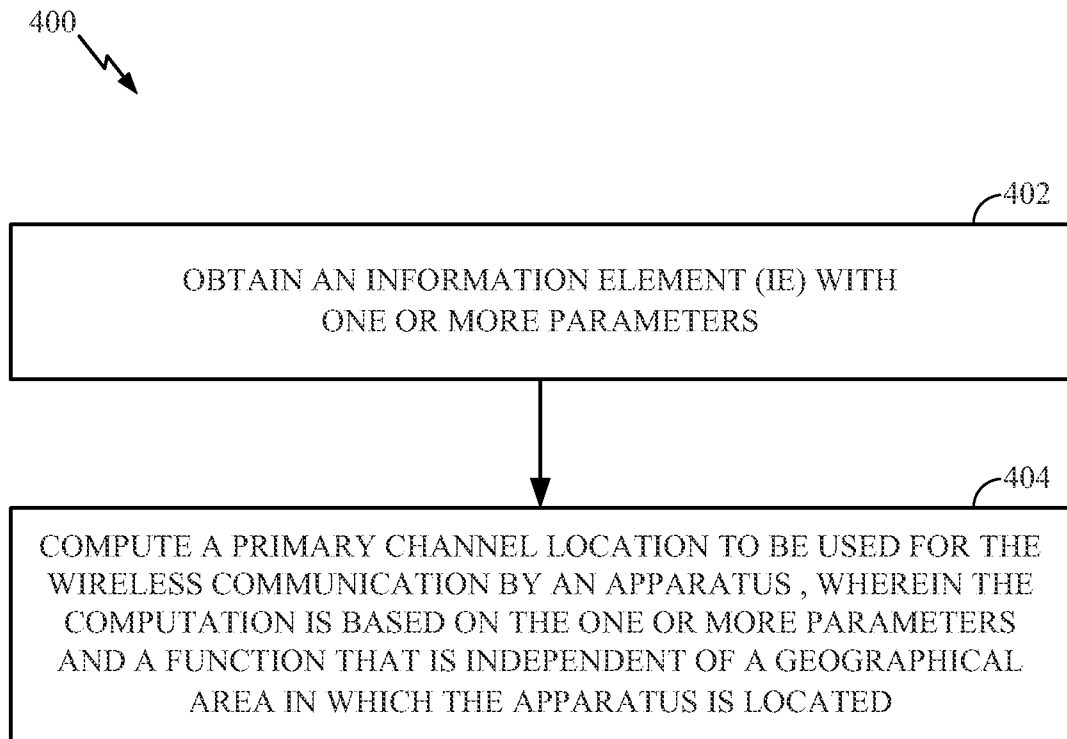 400
402
OBTAIN AN INFORMATION ELEMENT (IE) WITH
ONE OR MORE PARAMETERS
404
COMPUTE A PRIMARY CHANNEL LOCATION TO BE USED FOR THE
WIRELESS COMMUNICATION BY AN APPARATUS , WHEREIN THE
COMPUTATION IS BASED ON THE ONE OR MORE PARAMETERS
AND A FUNCTION THAT IS INDEPENDENT OF A GEOGRAPHICAL
AREA IN WHICH THE APPARATUS IS LOCATED